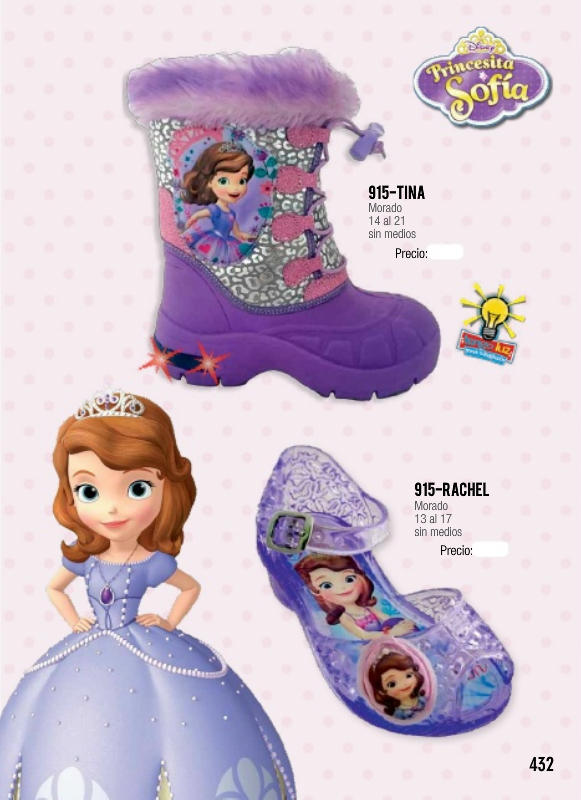 Disney
Princesita
Sofía
915-TINA
Morado
14 al 21
sin medios
Precio:
915-RACHEL
Morado
13 al 17
sin medios
Precio:
432